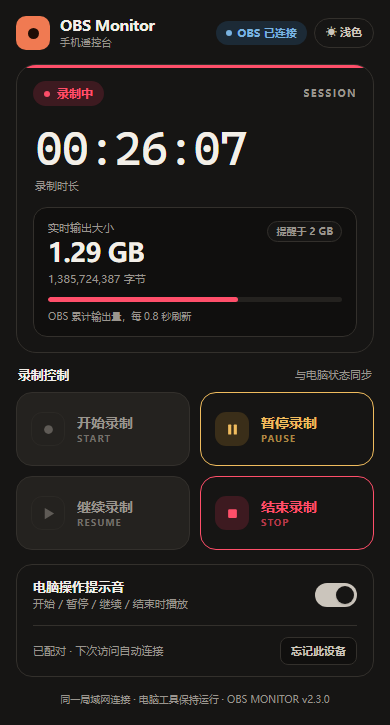 OBS Monitor
手机遥控台
OBS 已连接
浅色
录制中
SESSION
00:26:07
录制时长
实时输出大小
提醒于 2 GB
1.29 GB
1,385,724,387 字节
OBS 累计输出量，每 0.8 秒刷新
录制控制
与电脑状态同步
开始录制
START
暂停录制
PAUSE
继续录制
RESUME
结束录制
STOP
电脑操作提示音
开始 / 暂停 / 继续 / 结束时播放
已配对 · 下次访问自动连接
忘记此设备
同一局域网连接 · 电脑工具保持运行 · OBS MONITOR v2.3.0